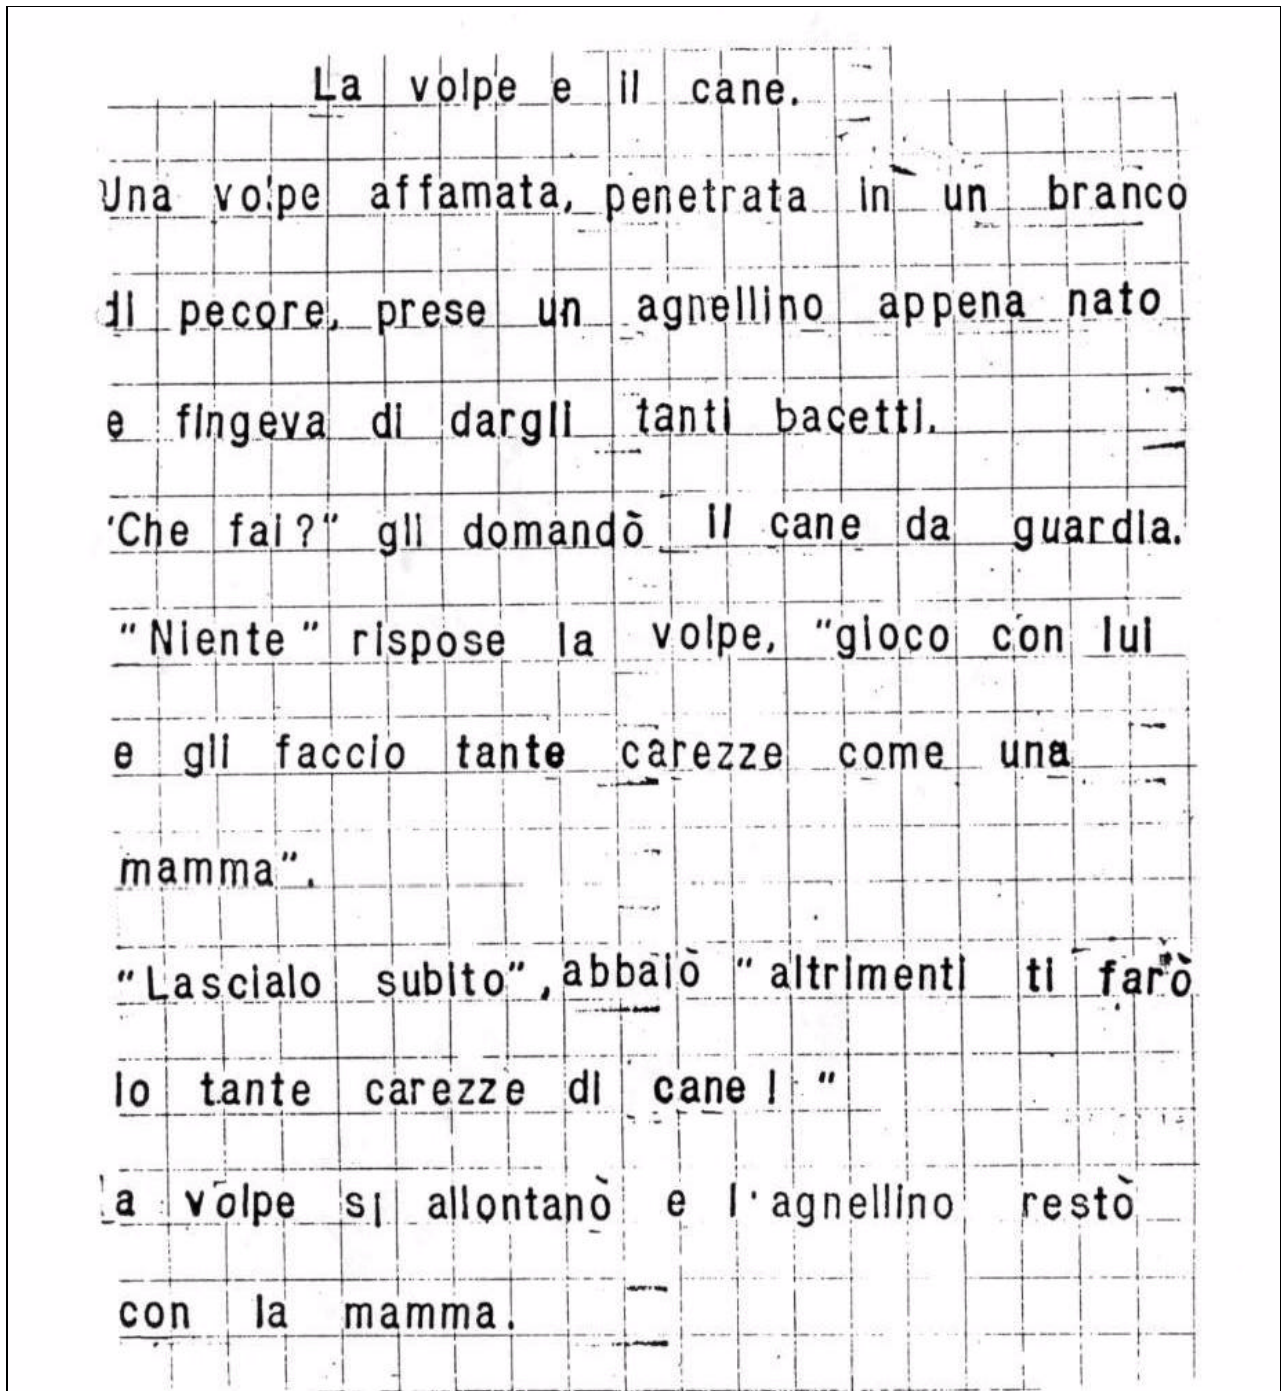 La volpe e il cane.
Una volpe affamata, penetrata in un branco
di pecore, prese un agnellino appena nato
e fingeva di dargli tanti bacetti.
"Che fai?" gli domandò il cane da guardia.
"Niente" rispose la volpe, "gioco con lui
e gli faccio tante carezze come una
mamma".
"Lascialo subito", abbaiò "altrimenti ti farò
io tante carezze di cane! "
la volpe si allontanò e l'agnellino restò
con la mamma.